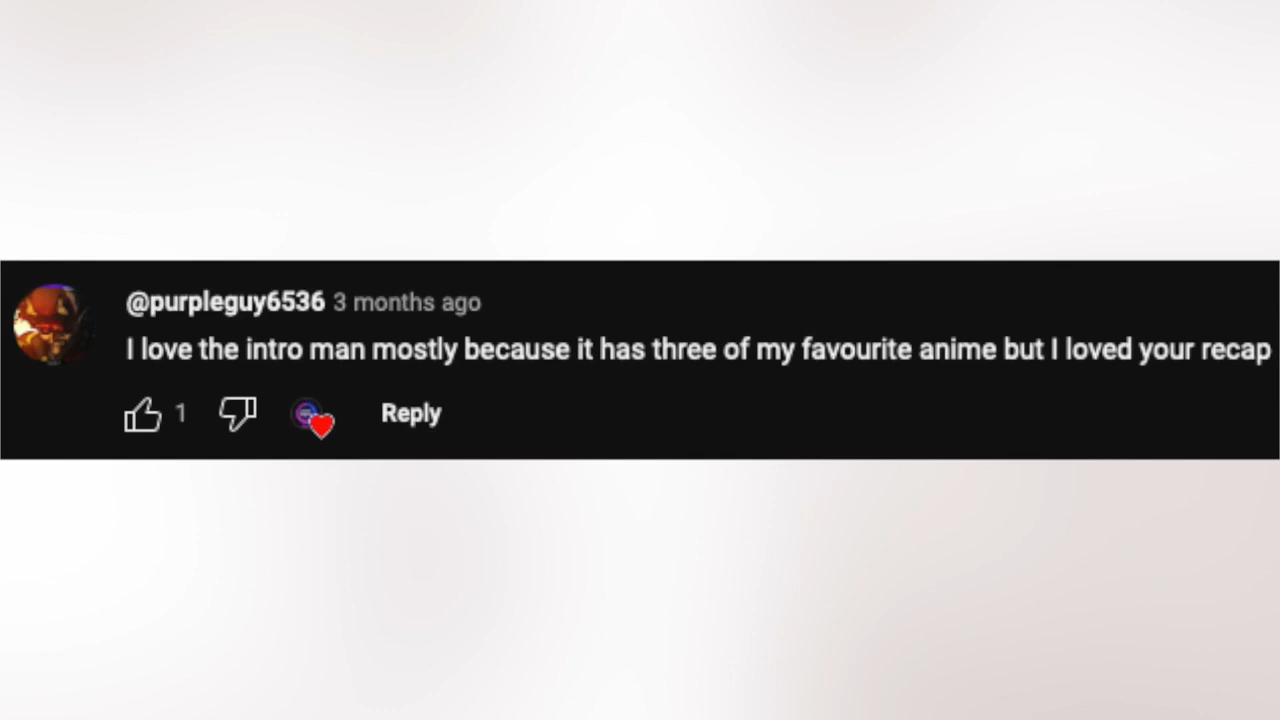 @purpleguy6536 3 months ago
I love the intro man mostly because it has three of my favourite anime but I loved your recap
1 Reply